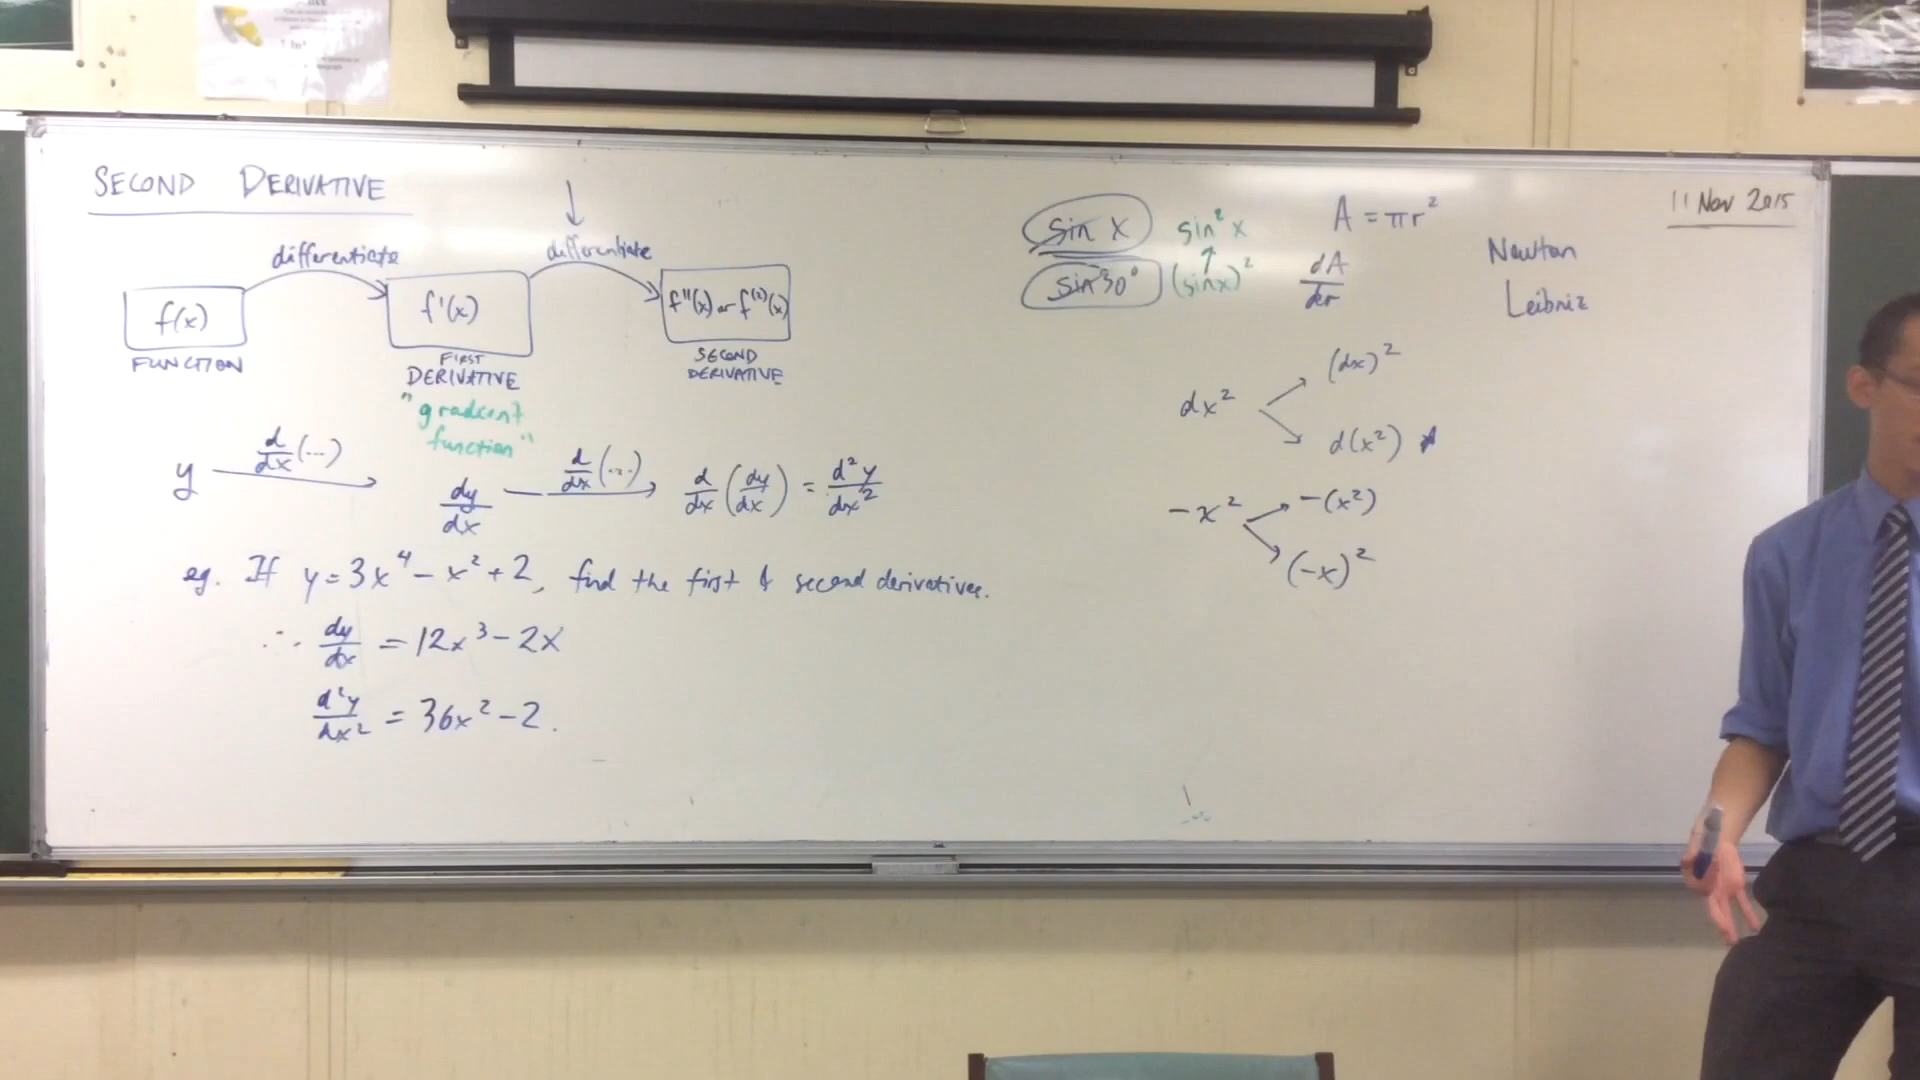 SECOND DERIVATIVE
differentiate
differentiate
f(x)
f'(x)
f''(x) or f⁽²⁾(x)
FUNCTION
FIRST
DERIVATIVE
SECOND
DERIVATIVE
"gradient
function"
y d/dx(...) dy/dx d/dx(...) d/dx(dy/dx) = d²y/dx²
eg. If y=3x⁴-x²+2, find the first & second derivatives.
∴ dy/dx = 12x³-2x
d²y/dx² = 36x²-2.
sin x
sin²x
sin30°
(sinx)²
A=πr²
dA/dr
11 Nov 2015
Newton
Leibniz
dx²
(dx)²
d(x²)
-x²
-(x²)
(-x)²